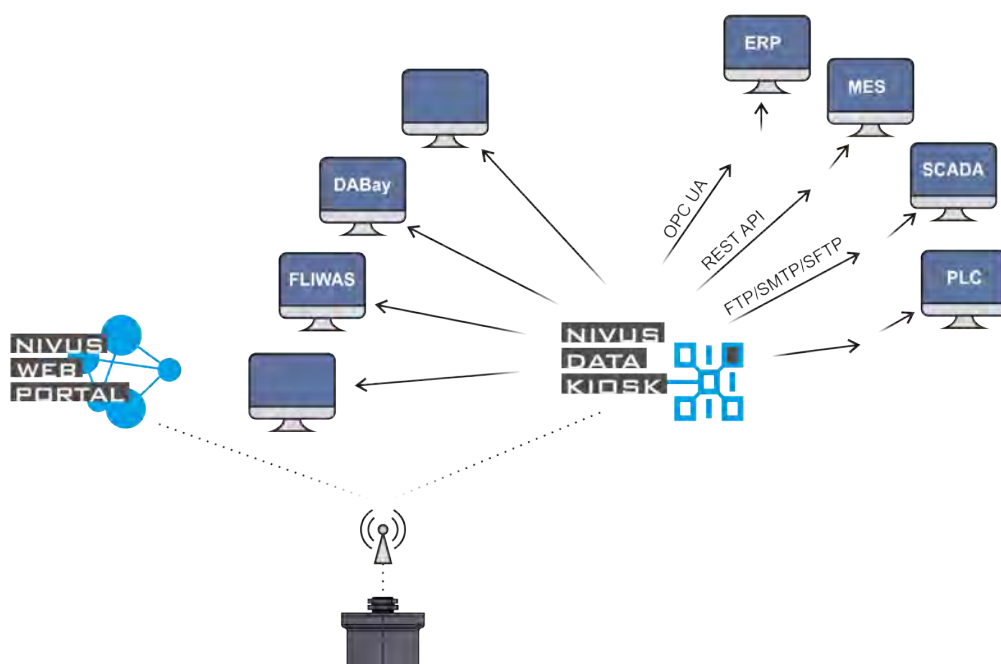 ERP
MES
DABay
SCADA
OPC UA
REST API
FTP/SMTP/SFTP
FLIWAS
PLC
NIVUS
WEB
PORTAL
NIVUS
DATA
KIOSK